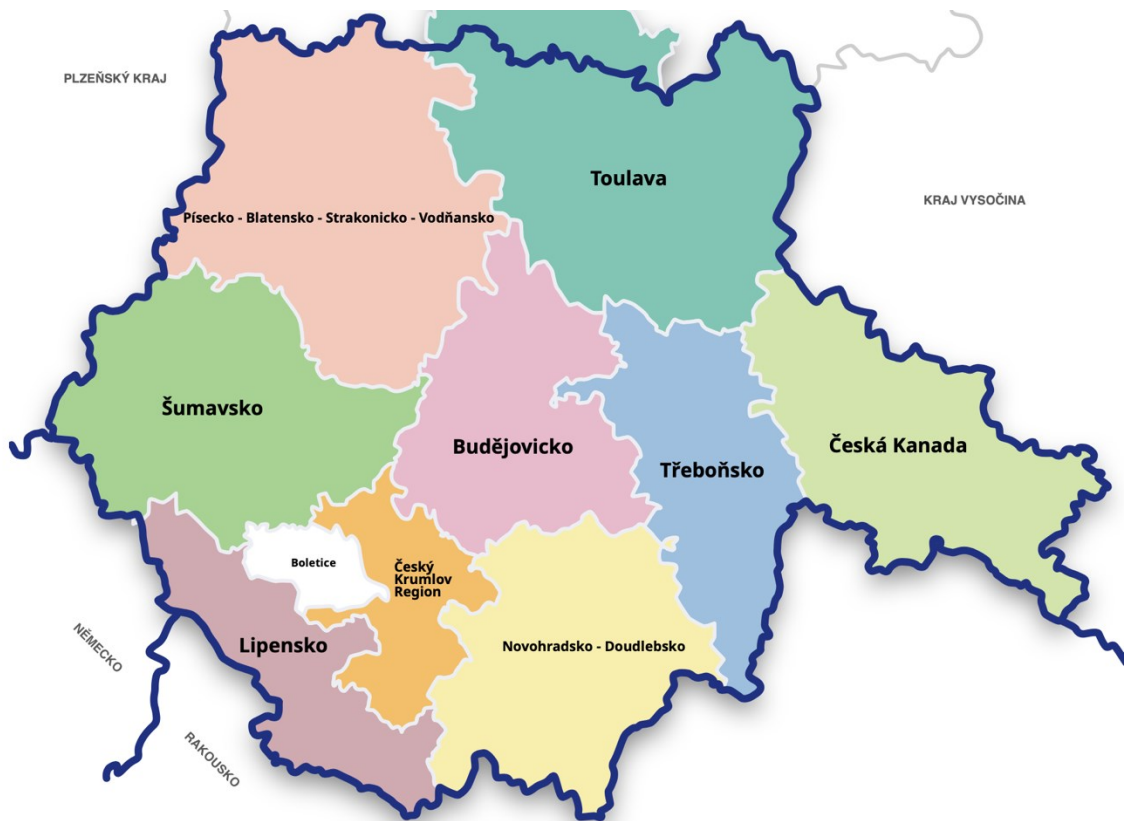 PLZEŇSKÝ KRAJ
Toulava
KRAJ VYSOČINA
Písecko - Blatensko - Strakonicko - Vodňansko
Šumavsko
Budějovicko
Třeboňsko
Česká Kanada
Boletice
Český
Krumlov
Region
Lipensko
Novohradsko - Doudlebsko
NĚMECKO
RAKOUSKO